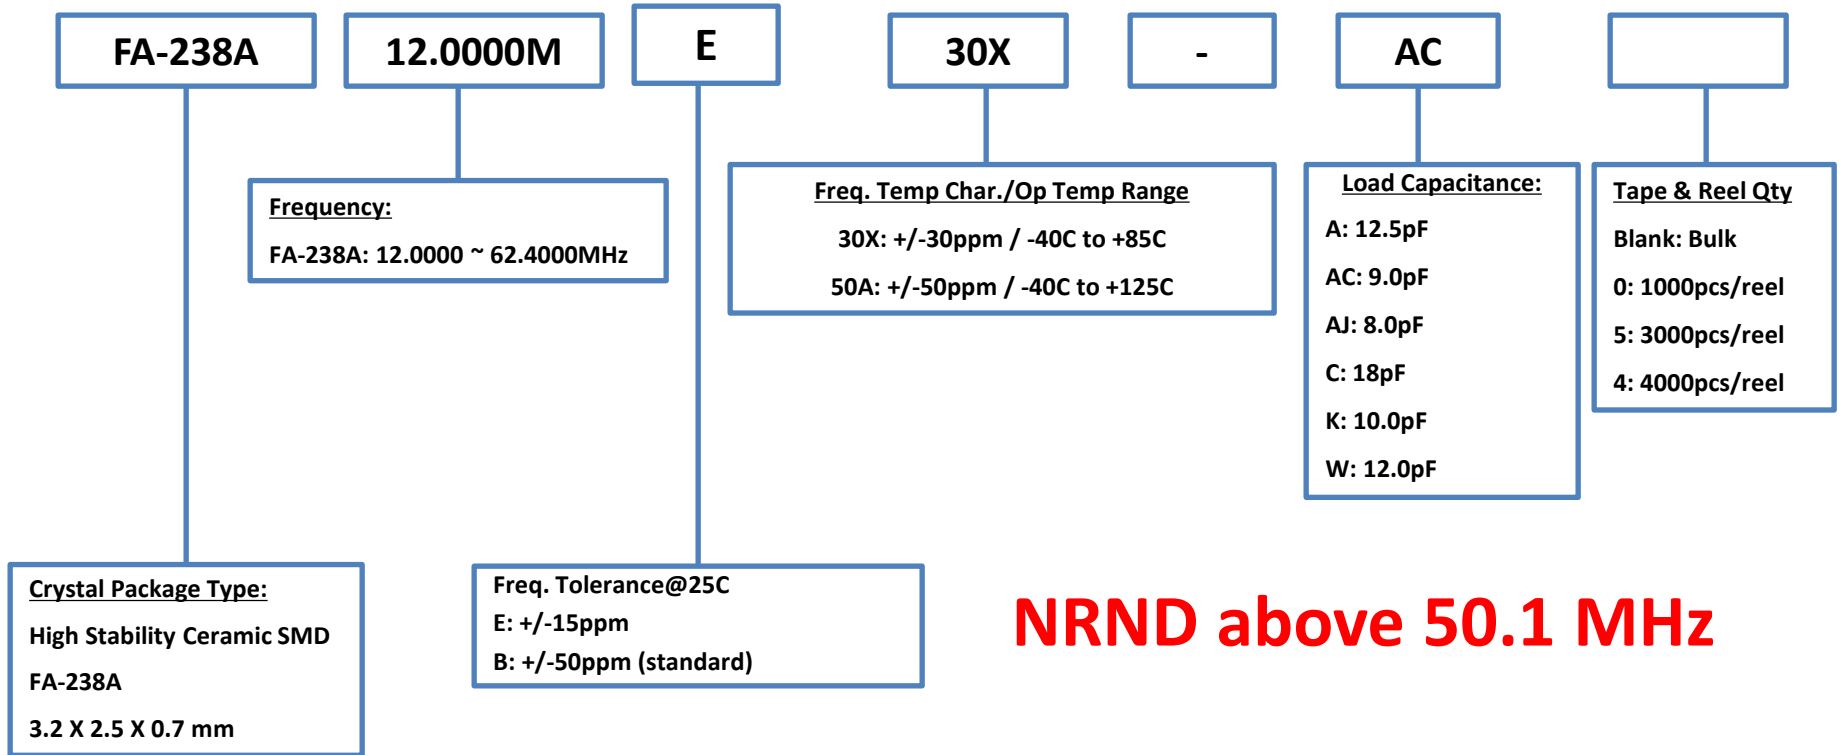 FA-238A
12.0000M
E
30X
-
AC
Frequency:
FA-238A: 12.0000 ~ 62.4000MHz
Freq. Temp Char./Op Temp Range
30X: +/-30ppm / -40C to +85C
50A: +/-50ppm / -40C to +125C
Load Capacitance:
A: 12.5pF
AC: 9.0pF
AJ: 8.0pF
C: 18pF
K: 10.0pF
W: 12.0pF
Tape & Reel Qty
Blank: Bulk
0: 1000pcs/reel
5: 3000pcs/reel
4: 4000pcs/reel
Crystal Package Type:
High Stability Ceramic SMD
FA-238A
3.2 X 2.5 X 0.7 mm
Freq. Tolerance@25C
E: +/-15ppm
B: +/-50ppm (standard)
NRND above 50.1 MHz